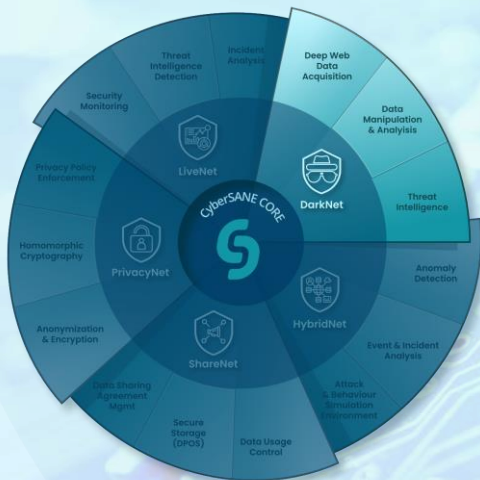 Deep Web
Data
Acquisition
Data
Manipulation
& Analyisis
Threat
Intelligence
DarkNet
Anomaly
Detection
Event & Incident
Analysis
Attack
& Behaviour
Simulation
Environment
HybridNet
Data Usage
Control
Secure
Storage
(DPOS)
Data Sharing
Agreement
Mgmt
ShareNet
Anonymization
& Encryption
Homomorphic
Cryptography
Privacy Policy
Enforcement
PrivacyNet
Security
Monitoring
Threat
Intelligence
Detection
Incident
Analysis
LiveNet
CyberSANE CORE